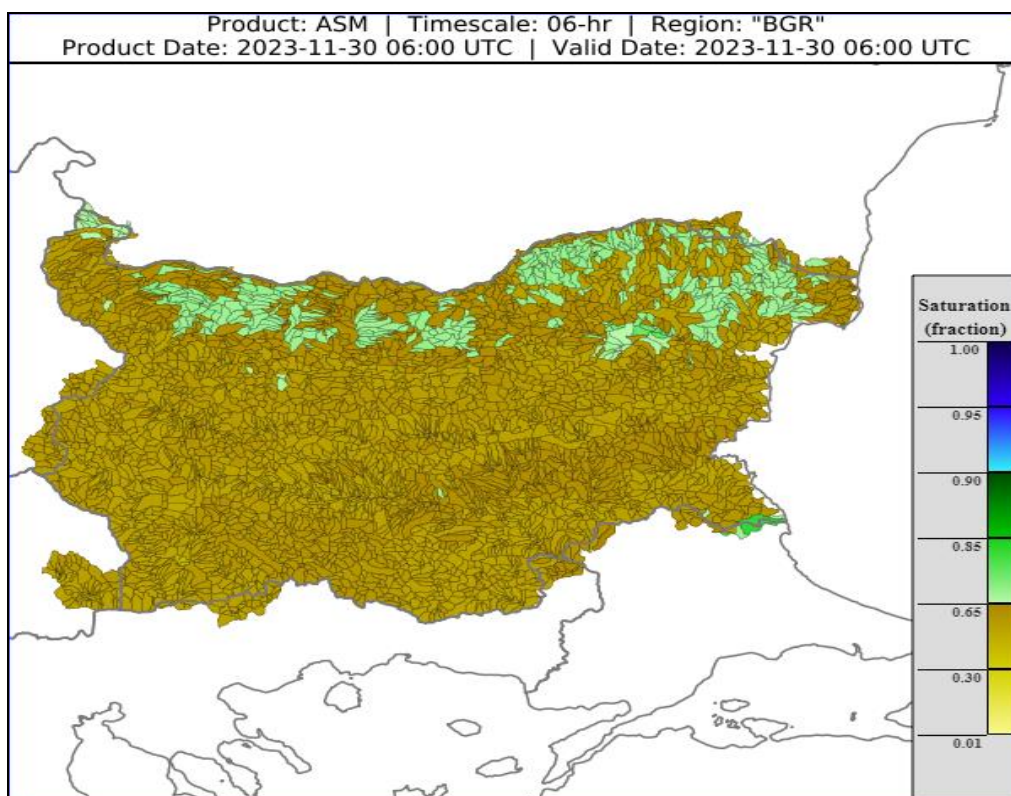 Product: ASM | Timescale: 06-hr | Region: "BGR"
Product Date: 2023-11-30 06:00 UTC | Valid Date: 2023-11-30 06:00 UTC
Saturation
(fraction)
1.00
0.95
0.90
0.85
0.65
0.30
0.01